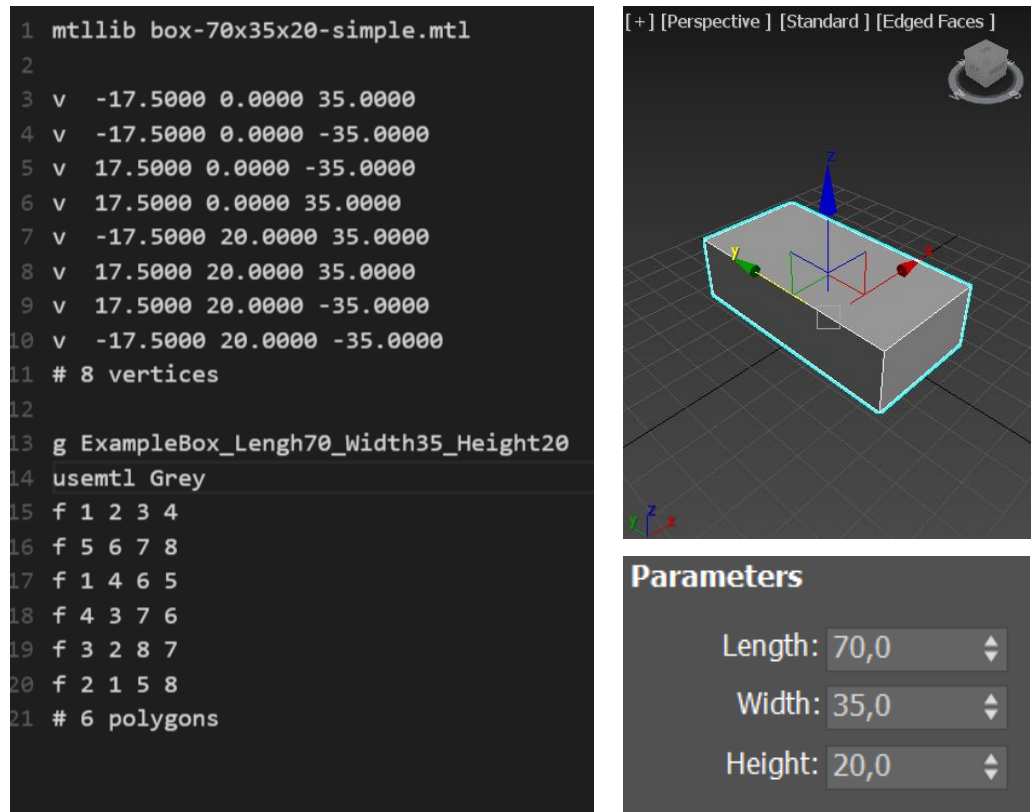 1 mtllib box-70x35x20-simple.mtl
2
3 v  -17.5000 0.0000 35.0000
4 v  -17.5000 0.0000 -35.0000
5 v  17.5000 0.0000 -35.0000
6 v  17.5000 0.0000 35.0000
7 v  -17.5000 20.0000 35.0000
8 v  17.5000 20.0000 35.0000
9 v  17.5000 20.0000 -35.0000
10 v  -17.5000 20.0000 -35.0000
11 # 8 vertices
12
13 g ExampleBox_Lengh70_Width35_Height20
14 usemtl Grey
15 f 1 2 3 4
16 f 5 6 7 8
17 f 1 4 6 5
18 f 4 3 7 6
19 f 3 2 8 7
20 f 2 1 5 8
21 # 6 polygons
[+] [Perspective ] [Standard ] [Edged Faces ]
z
y
x
z
y x
Parameters
Length: 70,0
Width: 35,0
Height: 20,0